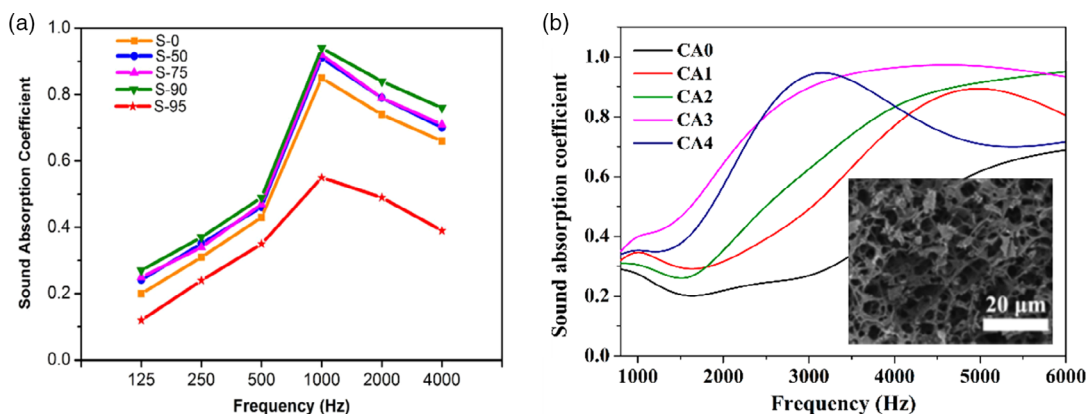 (a)
Sound Absorption Coefficient
1.0
0.8
0.6
0.4
0.2
0.0
S-0
S-50
S-75
S-90
S-95
125 250 500 1000 2000 4000
Frequency (Hz)
(b)
Sound absorption coefficient
1.0
0.8
0.6
0.4
0.2
0.0
CA0
CA1
CA2
CA3
CA4
20 μm
1000 2000 3000 4000 5000 6000
Frequency (Hz)